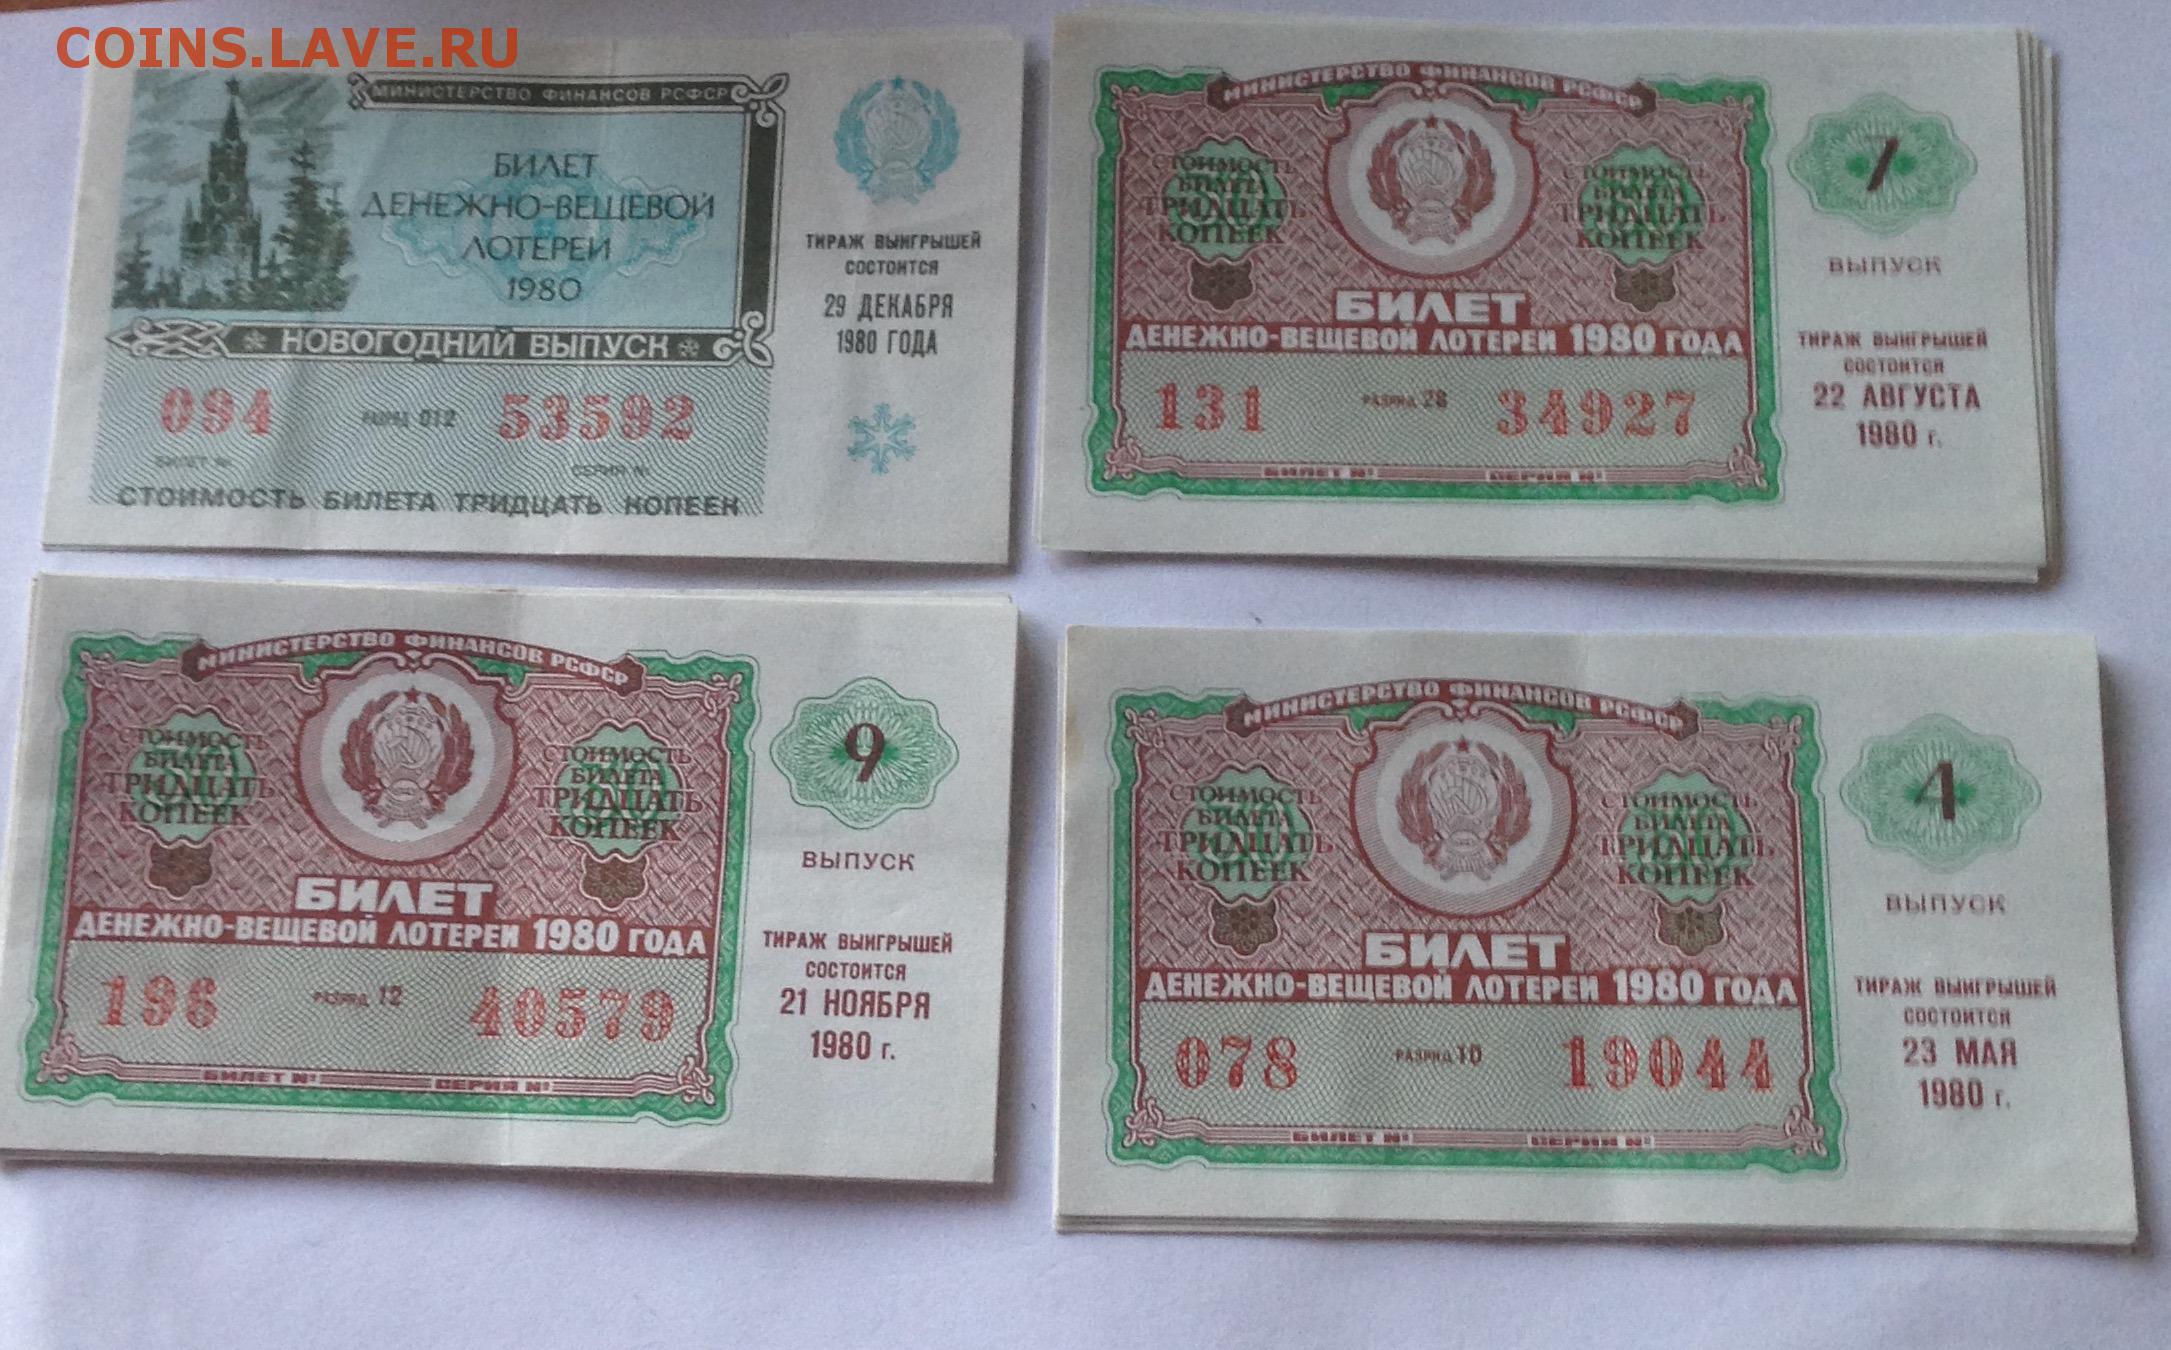 COINS.LAVE.RU
МИНИСТЕРСТВО ФИНАНСОВ РСФСР
БИЛЕТ
ДЕНЕЖНО-ВЕЩЕВОЙ
ЛОТЕРЕИ
1980
НОВОГОДНИЙ ВЫПУСК
094 РАЗРЯД 012 53592
БИЛЕТ № СЕРИЯ №
СТОИМОСТЬ БИЛЕТА ТРИДЦАТЬ КОПЕЕК
ТИРАЖ ВЫИГРЫШЕЙ
СОСТОИТСЯ
29 ДЕКАБРЯ
1980 ГОДА
МИНИСТЕРСТВО ФИНАНСОВ РСФСР
СТОИМОСТЬ
БИЛЕТА
ТРИДЦАТЬ
КОПЕЕК
СТОИМОСТЬ
БИЛЕТА
ТРИДЦАТЬ
КОПЕЕК
БИЛЕТ
ДЕНЕЖНО-ВЕЩЕВОЙ ЛОТЕРЕИ 1980 ГОДА
131 РАЗРЯД 28 34927
БИЛЕТ № СЕРИЯ №
7
ВЫПУСК
ТИРАЖ ВЫИГРЫШЕЙ
СОСТОИТСЯ
22 АВГУСТА
1980 г.
МИНИСТЕРСТВО ФИНАНСОВ РСФСР
СТОИМОСТЬ
БИЛЕТА
ТРИДЦАТЬ
КОПЕЕК
СТОИМОСТЬ
БИЛЕТА
ТРИДЦАТЬ
КОПЕЕК
БИЛЕТ
ДЕНЕЖНО-ВЕЩЕВОЙ ЛОТЕРЕИ 1980 ГОДА
196 РАЗРЯД 12 40579
БИЛЕТ № СЕРИЯ №
9
ВЫПУСК
ТИРАЖ ВЫИГРЫШЕЙ
СОСТОИТСЯ
21 НОЯБРЯ
1980 г.
МИНИСТЕРСТВО ФИНАНСОВ РСФСР
СТОИМОСТЬ
БИЛЕТА
ТРИДЦАТЬ
КОПЕЕК
СТОИМОСТЬ
БИЛЕТА
ТРИДЦАТЬ
КОПЕЕК
БИЛЕТ
ДЕНЕЖНО-ВЕЩЕВОЙ ЛОТЕРЕИ 1980 ГОДА
078 РАЗРЯД 10 19044
БИЛЕТ № СЕРИЯ №
4
ВЫПУСК
ТИРАЖ ВЫИГРЫШЕЙ
СОСТОИТСЯ
23 МАЯ
1980 г.